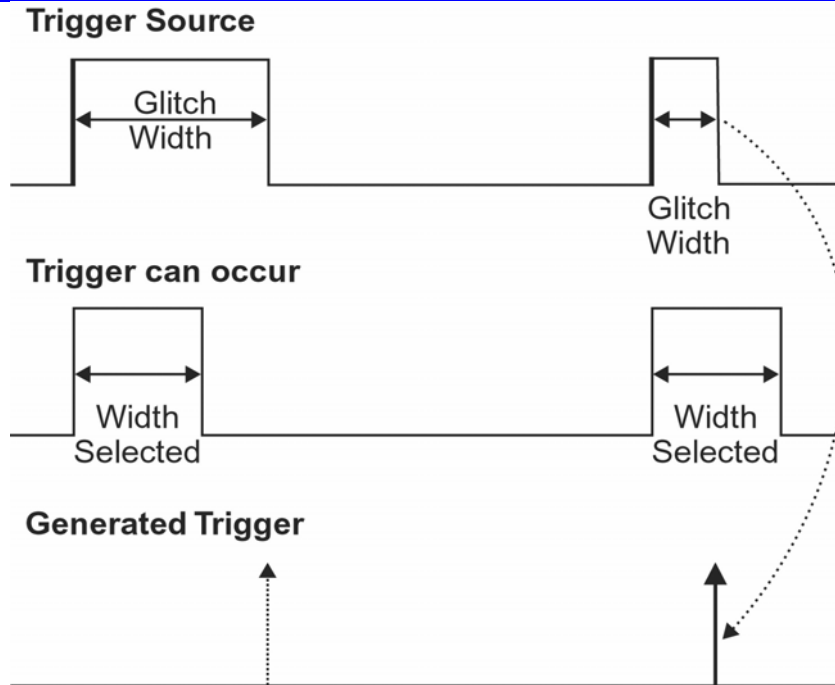 Trigger Source
Glitch
Width
Glitch
Width
Trigger can occur
Width
Selected
Width
Selected
Generated Trigger